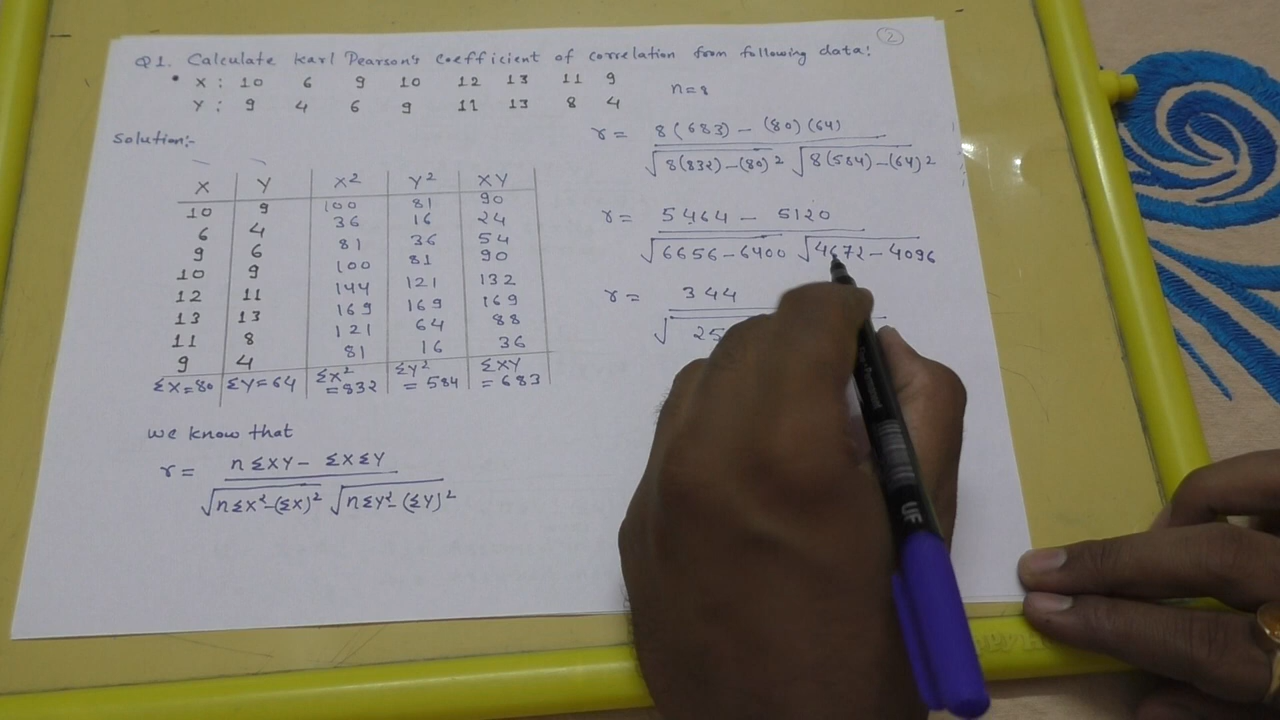 2
Q1. Calculate Karl Pearson's Coefficient of correlation from following data:
X : 10 6 9 10 12 13 11 9
Y : 9 4 6 9 11 13 8 4
n = 8
Solution:-
X Y X² Y² XY
10 9 100 81 90
6 4 36 16 24
9 6 81 36 54
10 9 100 81 90
12 11 144 121 132
13 13 169 169 169
11 8 121 64 88
9 4 81 16 36
ΣX=80 ΣY=64 ΣX²=832 ΣY²=584 ΣXY=683
we know that
r = nΣXY - ΣXΣY
√nΣX²-(ΣX)² √nΣY²-(ΣY)²
r = 8(683) - (80)(64)
√8(832)-(80)² √8(584)-(64)²
r = 5464 - 5120
√6656-6400 √4672-4096
r = 344
√25
UF